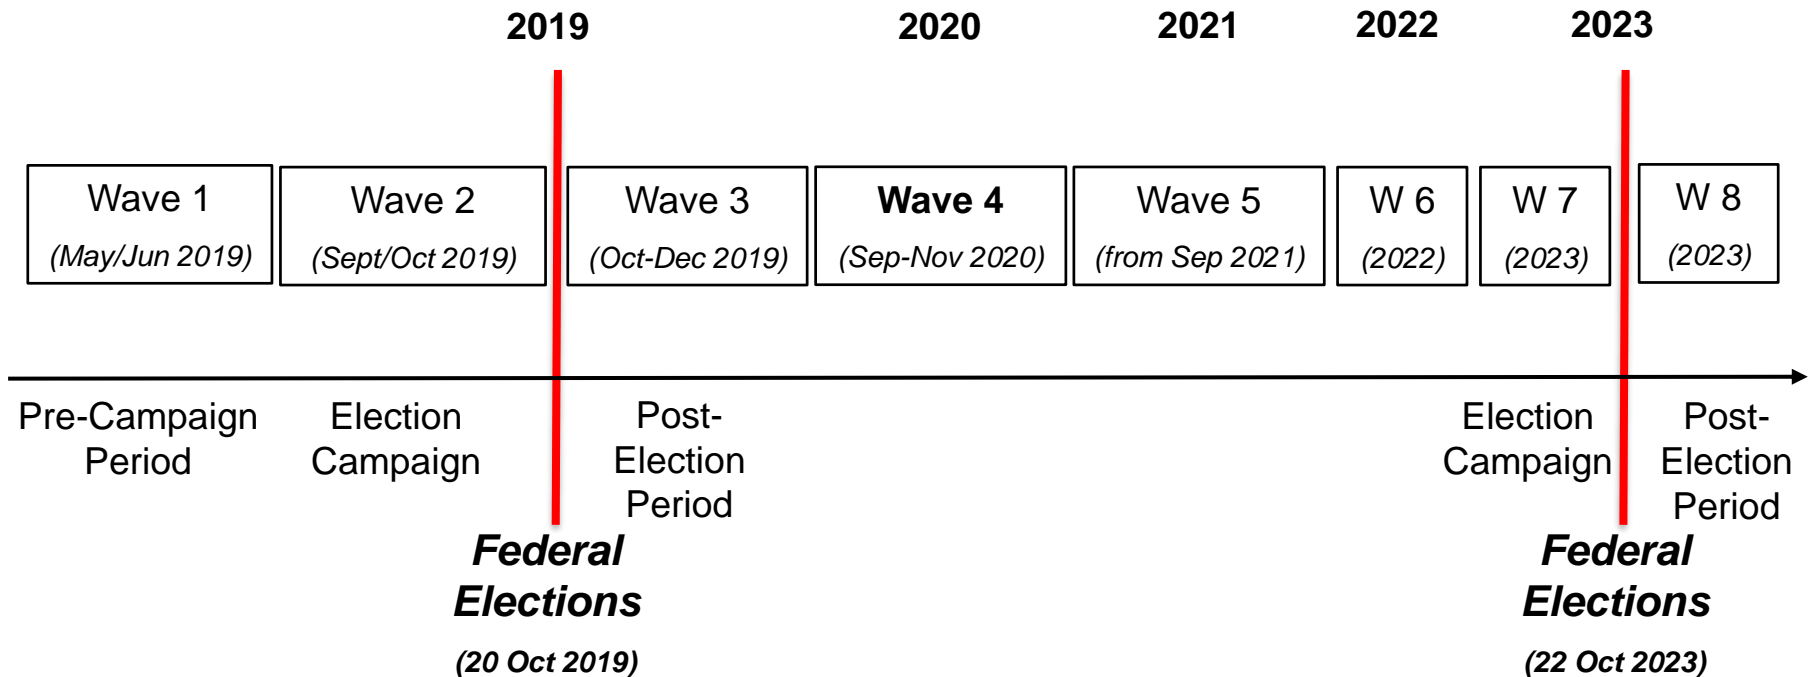 2019 2020 2021 2022 2023
Wave 1 Wave 2 Wave 3 Wave 4 Wave 5 W 6 W 7 W 8
(May/Jun 2019) (Sept/Oct 2019) (Oct-Dec 2019) (Sep-Nov 2020) (from Sep 2021) (2022) (2023) (2023)
Pre-Campaign Election Post- Election Post-
Period Campaign Election Campaign Election
Period Period
Federal Federal
Elections Elections
(20 Oct 2019) (22 Oct 2023)